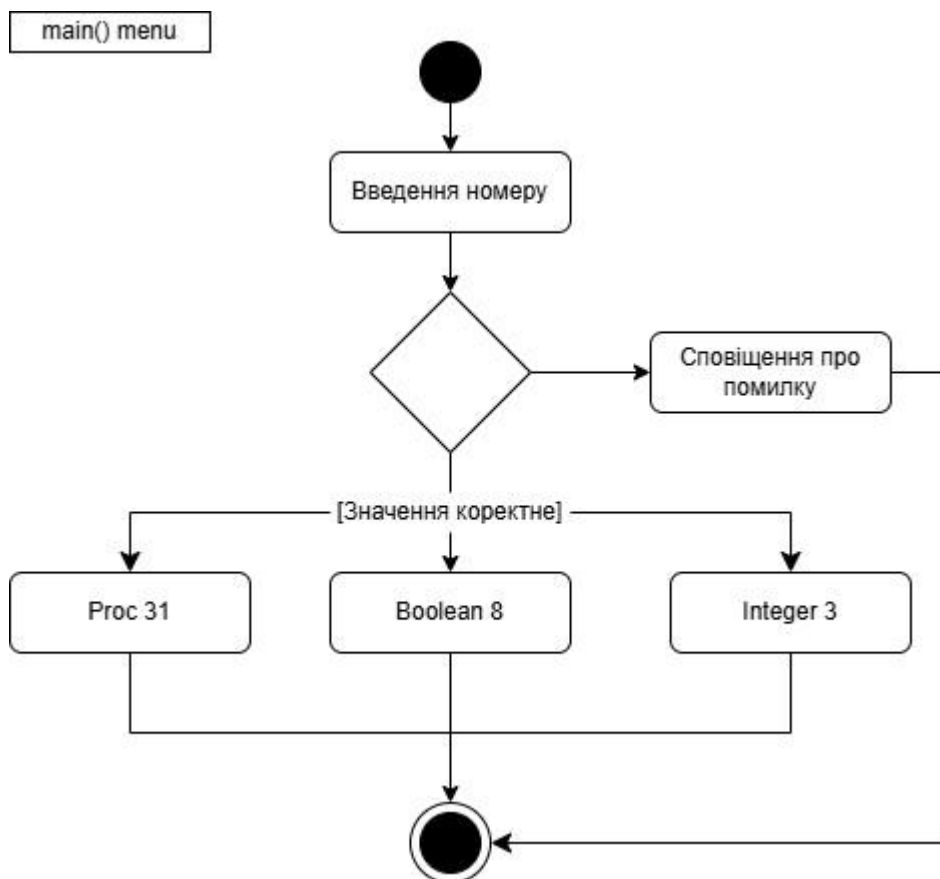 main() menu
Введення номеру
Сповіщення про
помилку
[Значення коректне]
Proc 31
Boolean 8
Integer 3